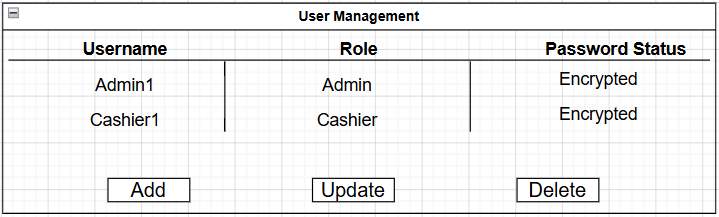 User Management
Username Role Password Status
Admin1 Admin Encrypted
Cashier1 Cashier Encrypted
Add Update Delete